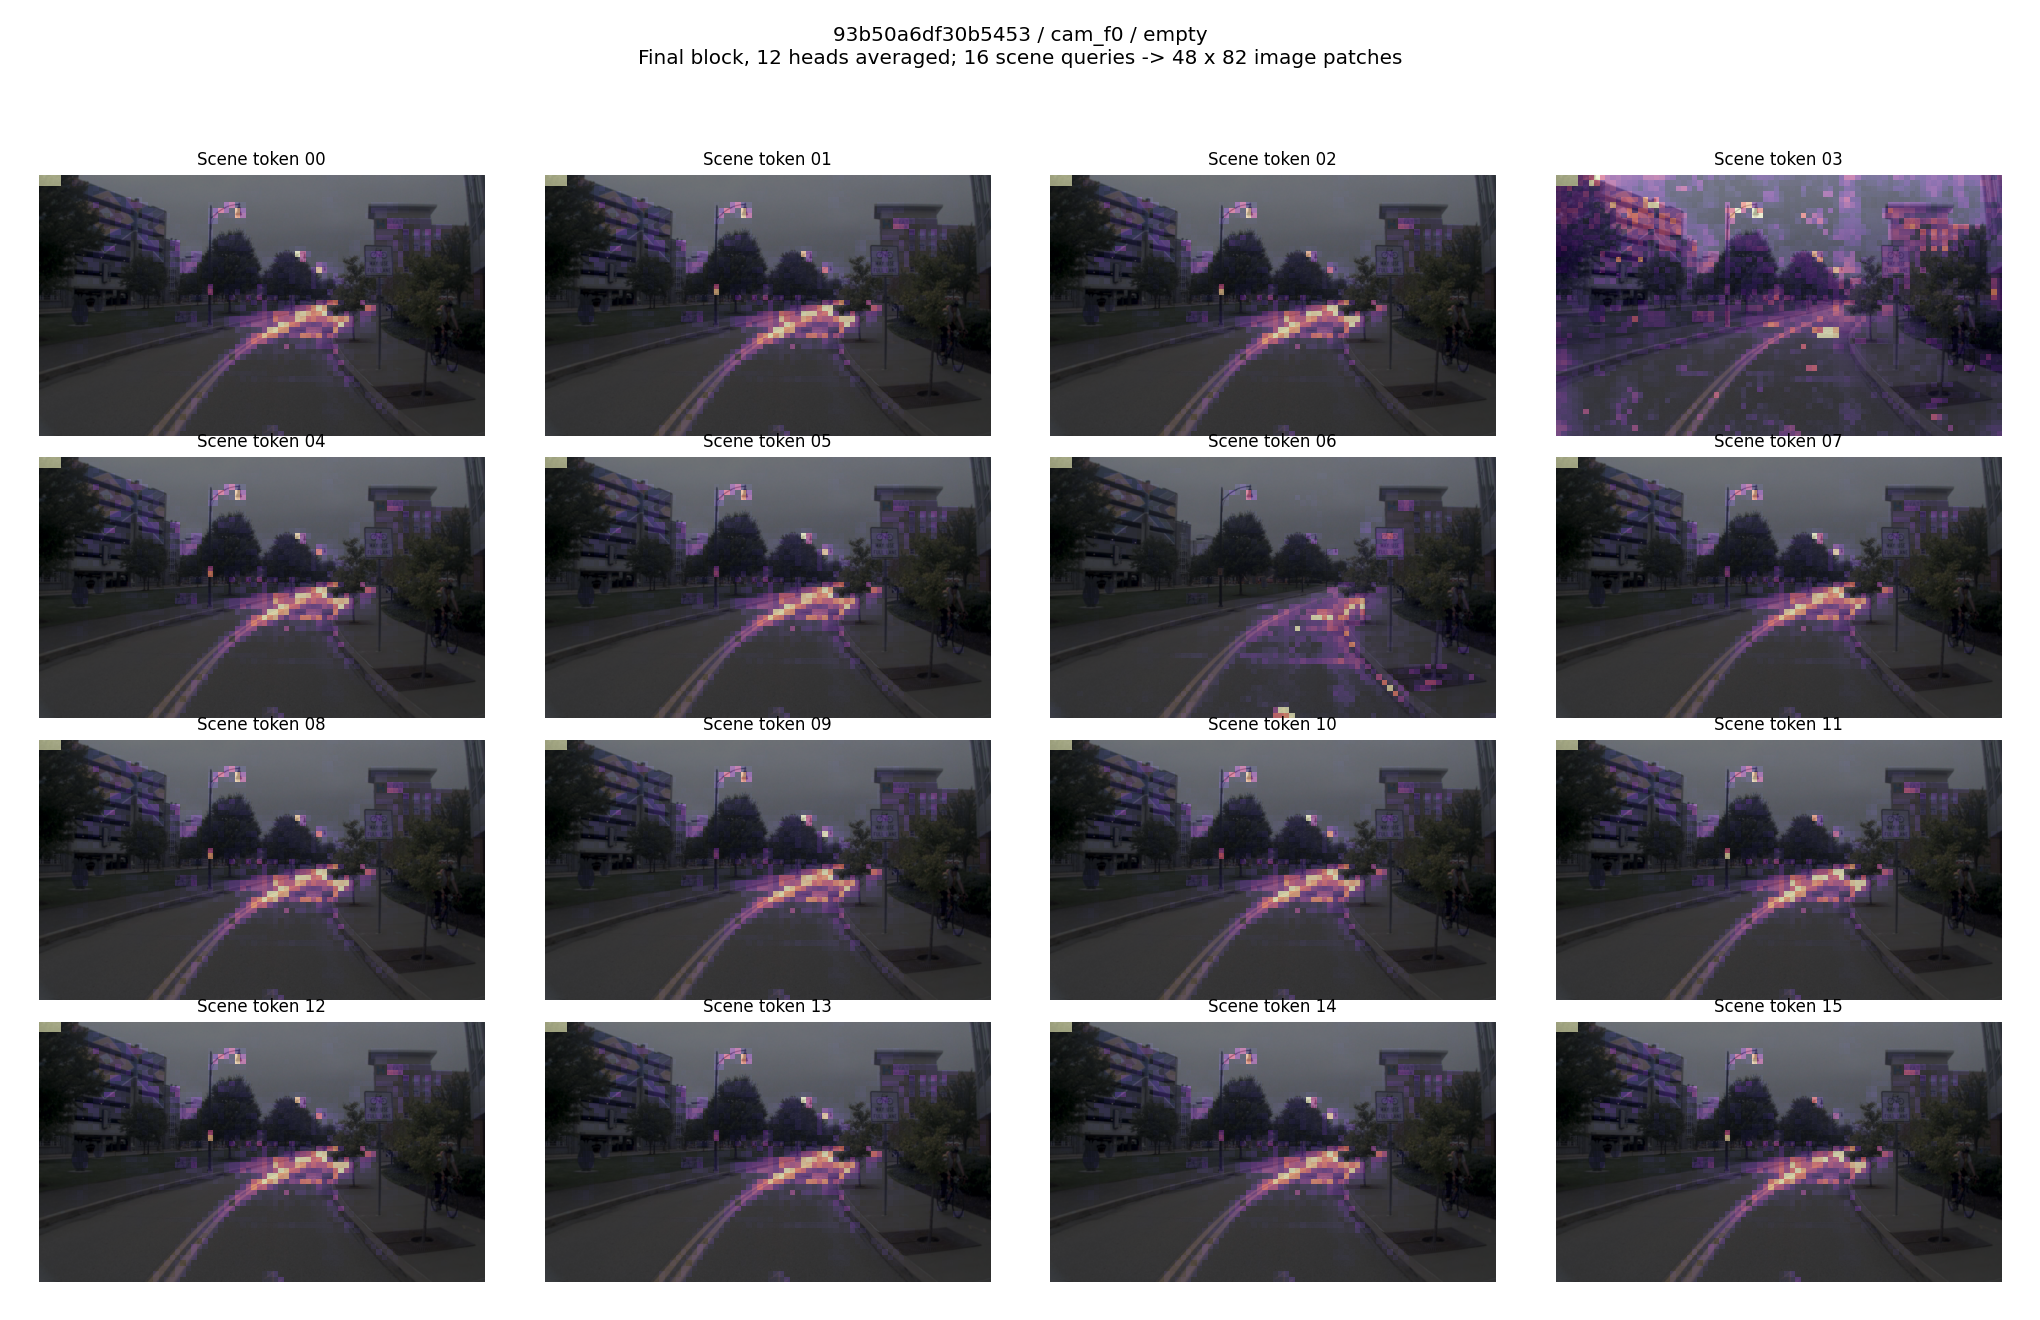 93b50a6df30b5453 / cam_f0 / empty
Final block, 12 heads averaged; 16 scene queries -> 48 x 82 image patches
Scene token 00
Scene token 01
Scene token 02
Scene token 03
Scene token 04
Scene token 05
Scene token 06
Scene token 07
Scene token 08
Scene token 09
Scene token 10
Scene token 11
Scene token 12
Scene token 13
Scene token 14
Scene token 15